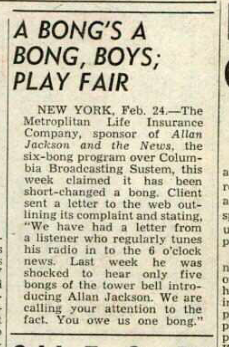 A BONG'S A
BONG, BOYS;
PLAY FAIR
NEW YORK, Feb. 24.—The
Metroplitan Life Insurance
Company, sponsor of Allan
Jackson and the News, the
six-bong program over Colum-
bia Broadcasting Sustem, this
week claimed it has been
short-changed a bong. Client
sent a letter to the web out-
lining its complaint and stating,
"We have had a letter from
a listener who regularly tunes
his radio in to the 6 o'clock
news. Last week he was
shocked to hear only five
bongs of the tower bell intro-
ducing Allan Jackson. We are
calling your attention to the
fact. You owe us one bong."